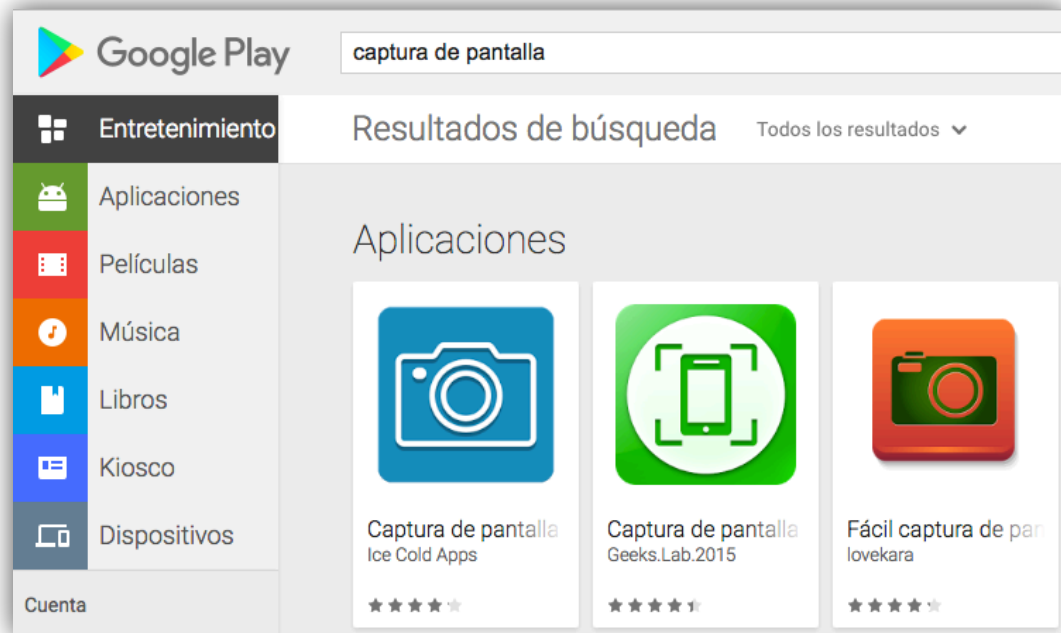 Google Play
captura de pantalla
Entretenimiento
Aplicaciones
Películas
Música
Libros
Kiosco
Dispositivos
Cuenta
Resultados de búsqueda
Todos los resultados
Aplicaciones
Captura de pantalla
Ice Cold Apps
Captura de pantalla
Geeks.Lab.2015
Fácil captura de pan
lovekara